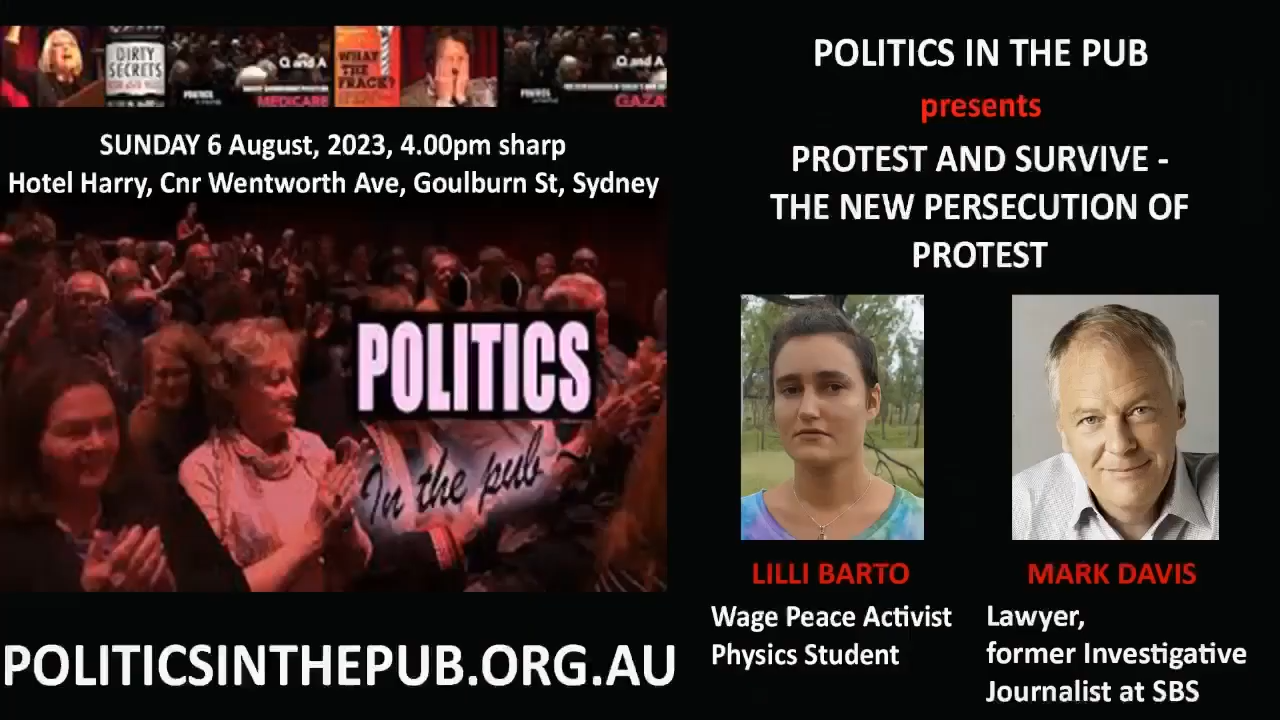 DIRTY
SECRETS
Q and A
MEDICARE
WHAT
THE
FRACK?
Q and A
GAZA
SUNDAY 6 August, 2023, 4.00pm sharp
Hotel Harry, Cnr Wentworth Ave, Goulburn St, Sydney
POLITICS
In the pub
POLITICSINTHEPUB.ORG.AU
POLITICS IN THE PUB
presents
PROTEST AND SURVIVE -
THE NEW PERSECUTION OF
PROTEST
LILLI BARTO
Wage Peace Activist
Physics Student
MARK DAVIS
Lawyer,
former Investigative
Journalist at SBS